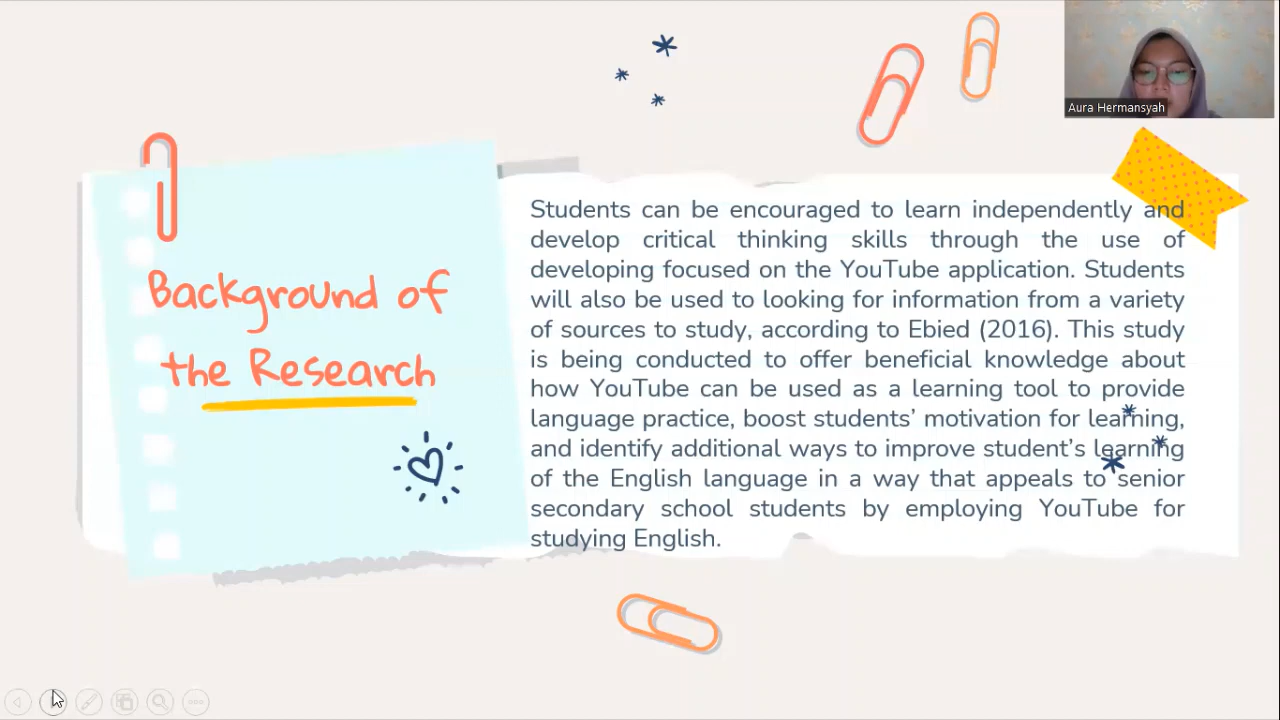 Aura Hermansyah
Background of
the Research
Students can be encouraged to learn independently and
develop critical thinking skills through the use of
developing focused on the YouTube application. Students
will also be used to looking for information from a variety
of sources to study, according to Ebied (2016). This study
is being conducted to offer beneficial knowledge about
how YouTube can be used as a learning tool to provide
language practice, boost students’ motivation for learning,
and identify additional ways to improve student’s learning
of the English language in a way that appeals to senior
secondary school students by employing YouTube for
studying English.